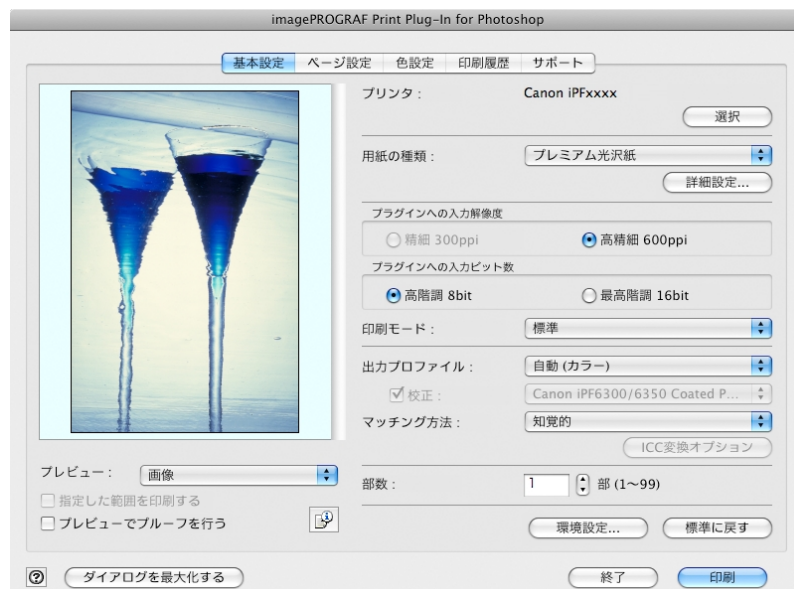 imagePROGRAF Print Plug-In for Photoshop
基本設定 ページ設定 色設定 印刷履歴 サポート
プリンタ： Canon iPFxxxx
選択
用紙の種類： プレミアム光沢紙
詳細設定...
プラグインへの入力解像度
精細 300ppi 高精細 600ppi
プラグインへの入力ビット数
高階調 8bit 最高階調 16bit
印刷モード： 標準
出力プロファイル： 自動 (カラー)
校正： Canon iPF6300/6350 Coated P...
マッチング方法： 知覚的
ICC変換オプション
プレビュー： 画像
指定した範囲を印刷する
プレビューでプルーフを行う
部数： 1 部 (1〜99)
環境設定... 標準に戻す
? ダイアログを最大化する 終了 印刷